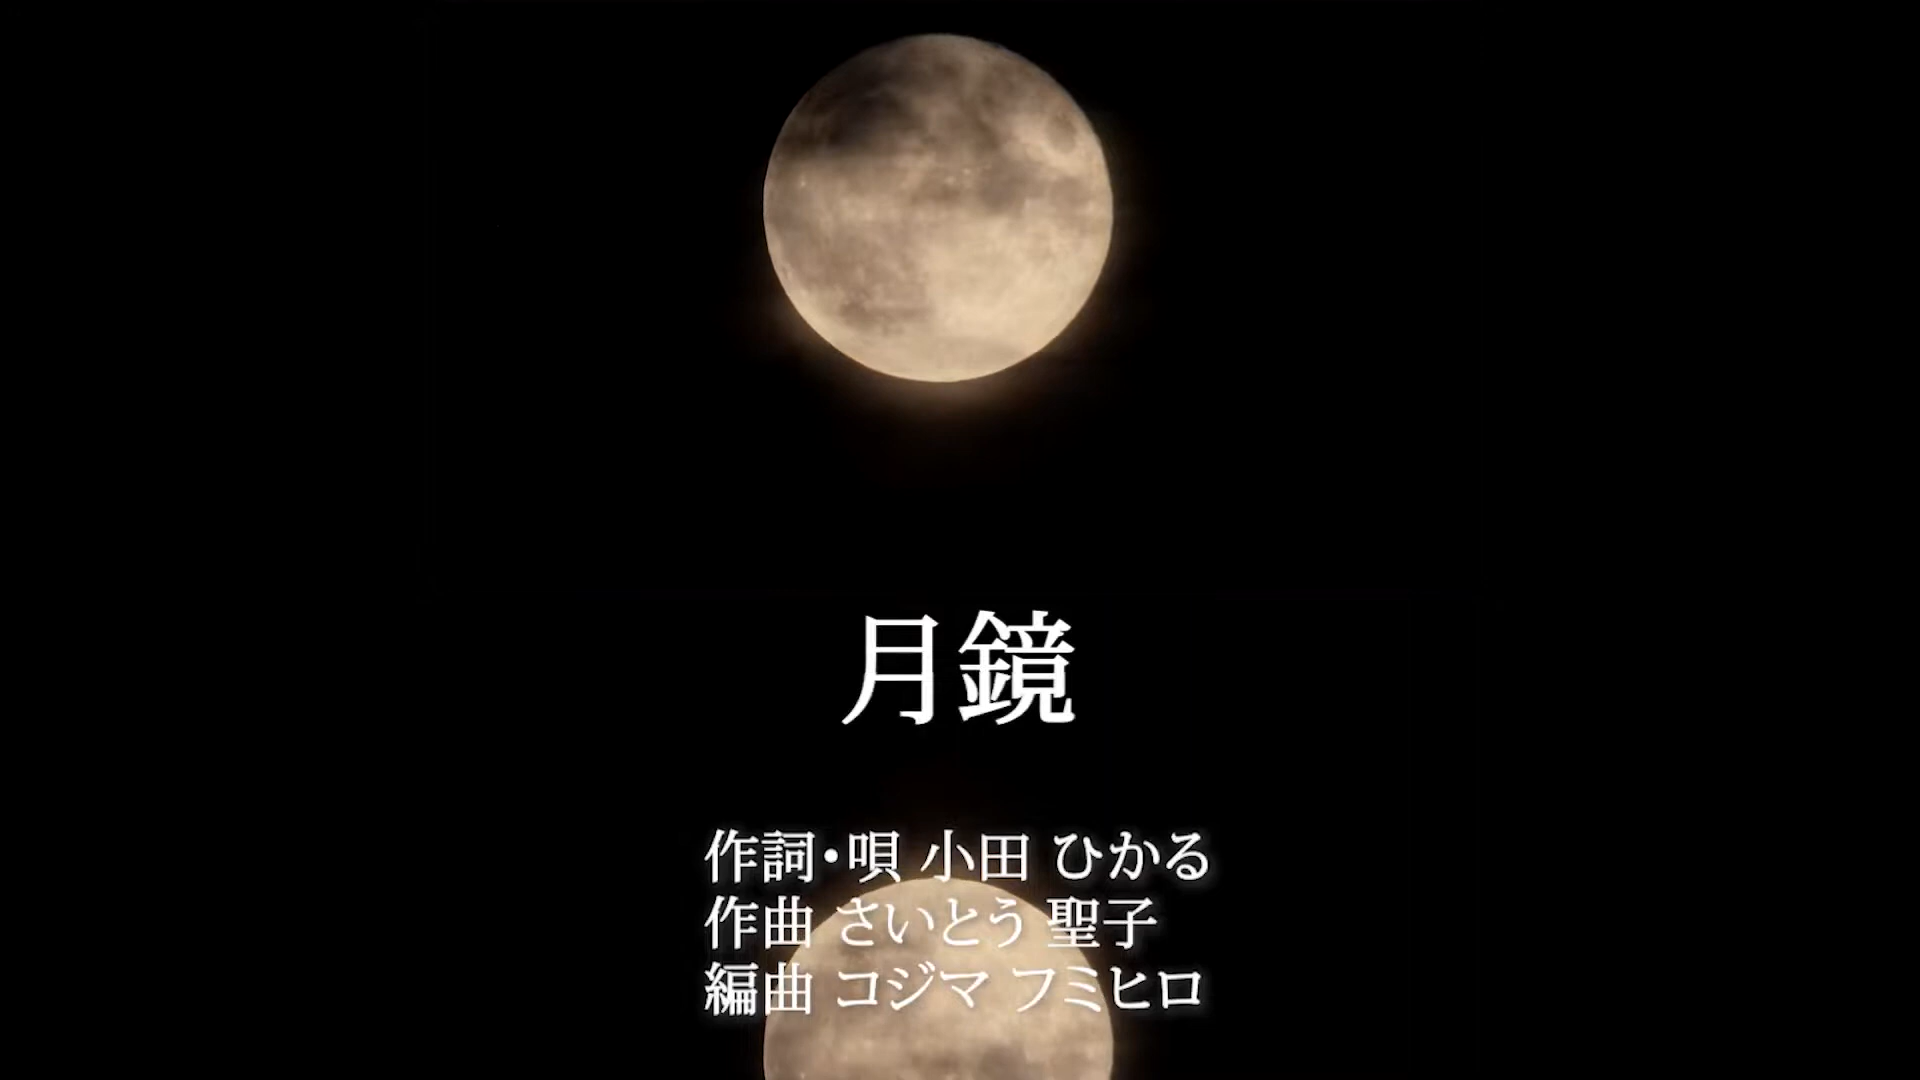 月鏡
作詞・唄 小田 ひかる
作曲 さいとう 聖子
編曲 コジマ フミヒロ